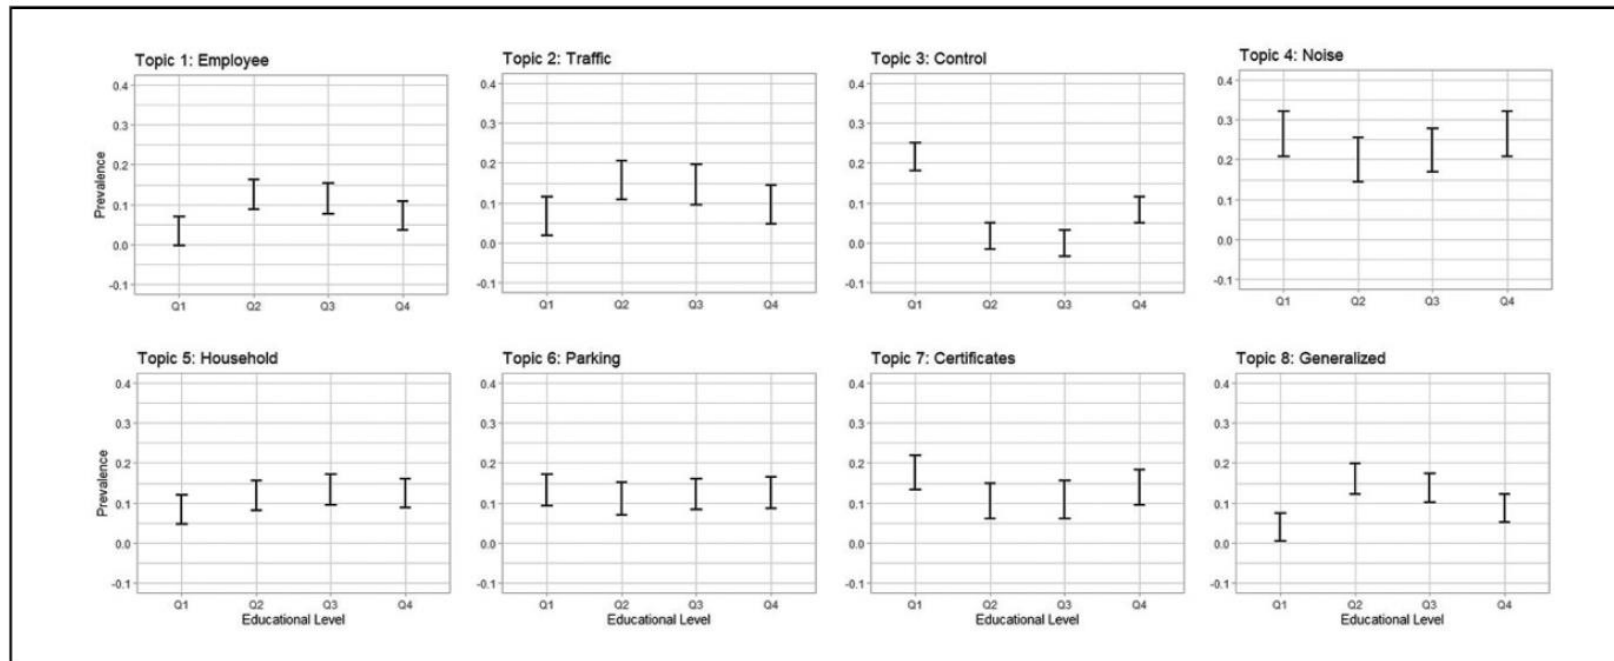 Topic 1: Employee
Prevalence
0.4
0.3
0.2
0.1
0.0
-0.1
Q1 Q2 Q3 Q4
Topic 2: Traffic
0.4
0.3
0.2
0.1
0.0
-0.1
Q1 Q2 Q3 Q4
Topic 3: Control
0.4
0.3
0.2
0.1
0.0
-0.1
Q1 Q2 Q3 Q4
Topic 4: Noise
0.4
0.3
0.2
0.1
0.0
-0.1
Q1 Q2 Q3 Q4
Topic 5: Household
Prevalence
0.4
0.3
0.2
0.1
0.0
-0.1
Q1 Q2 Q3 Q4
Educational Level
Topic 6: Parking
0.4
0.3
0.2
0.1
0.0
-0.1
Q1 Q2 Q3 Q4
Educational Level
Topic 7: Certificates
0.4
0.3
0.2
0.1
0.0
-0.1
Q1 Q2 Q3 Q4
Educational Level
Topic 8: Generalized
0.4
0.3
0.2
0.1
0.0
-0.1
Q1 Q2 Q3 Q4
Educational Level